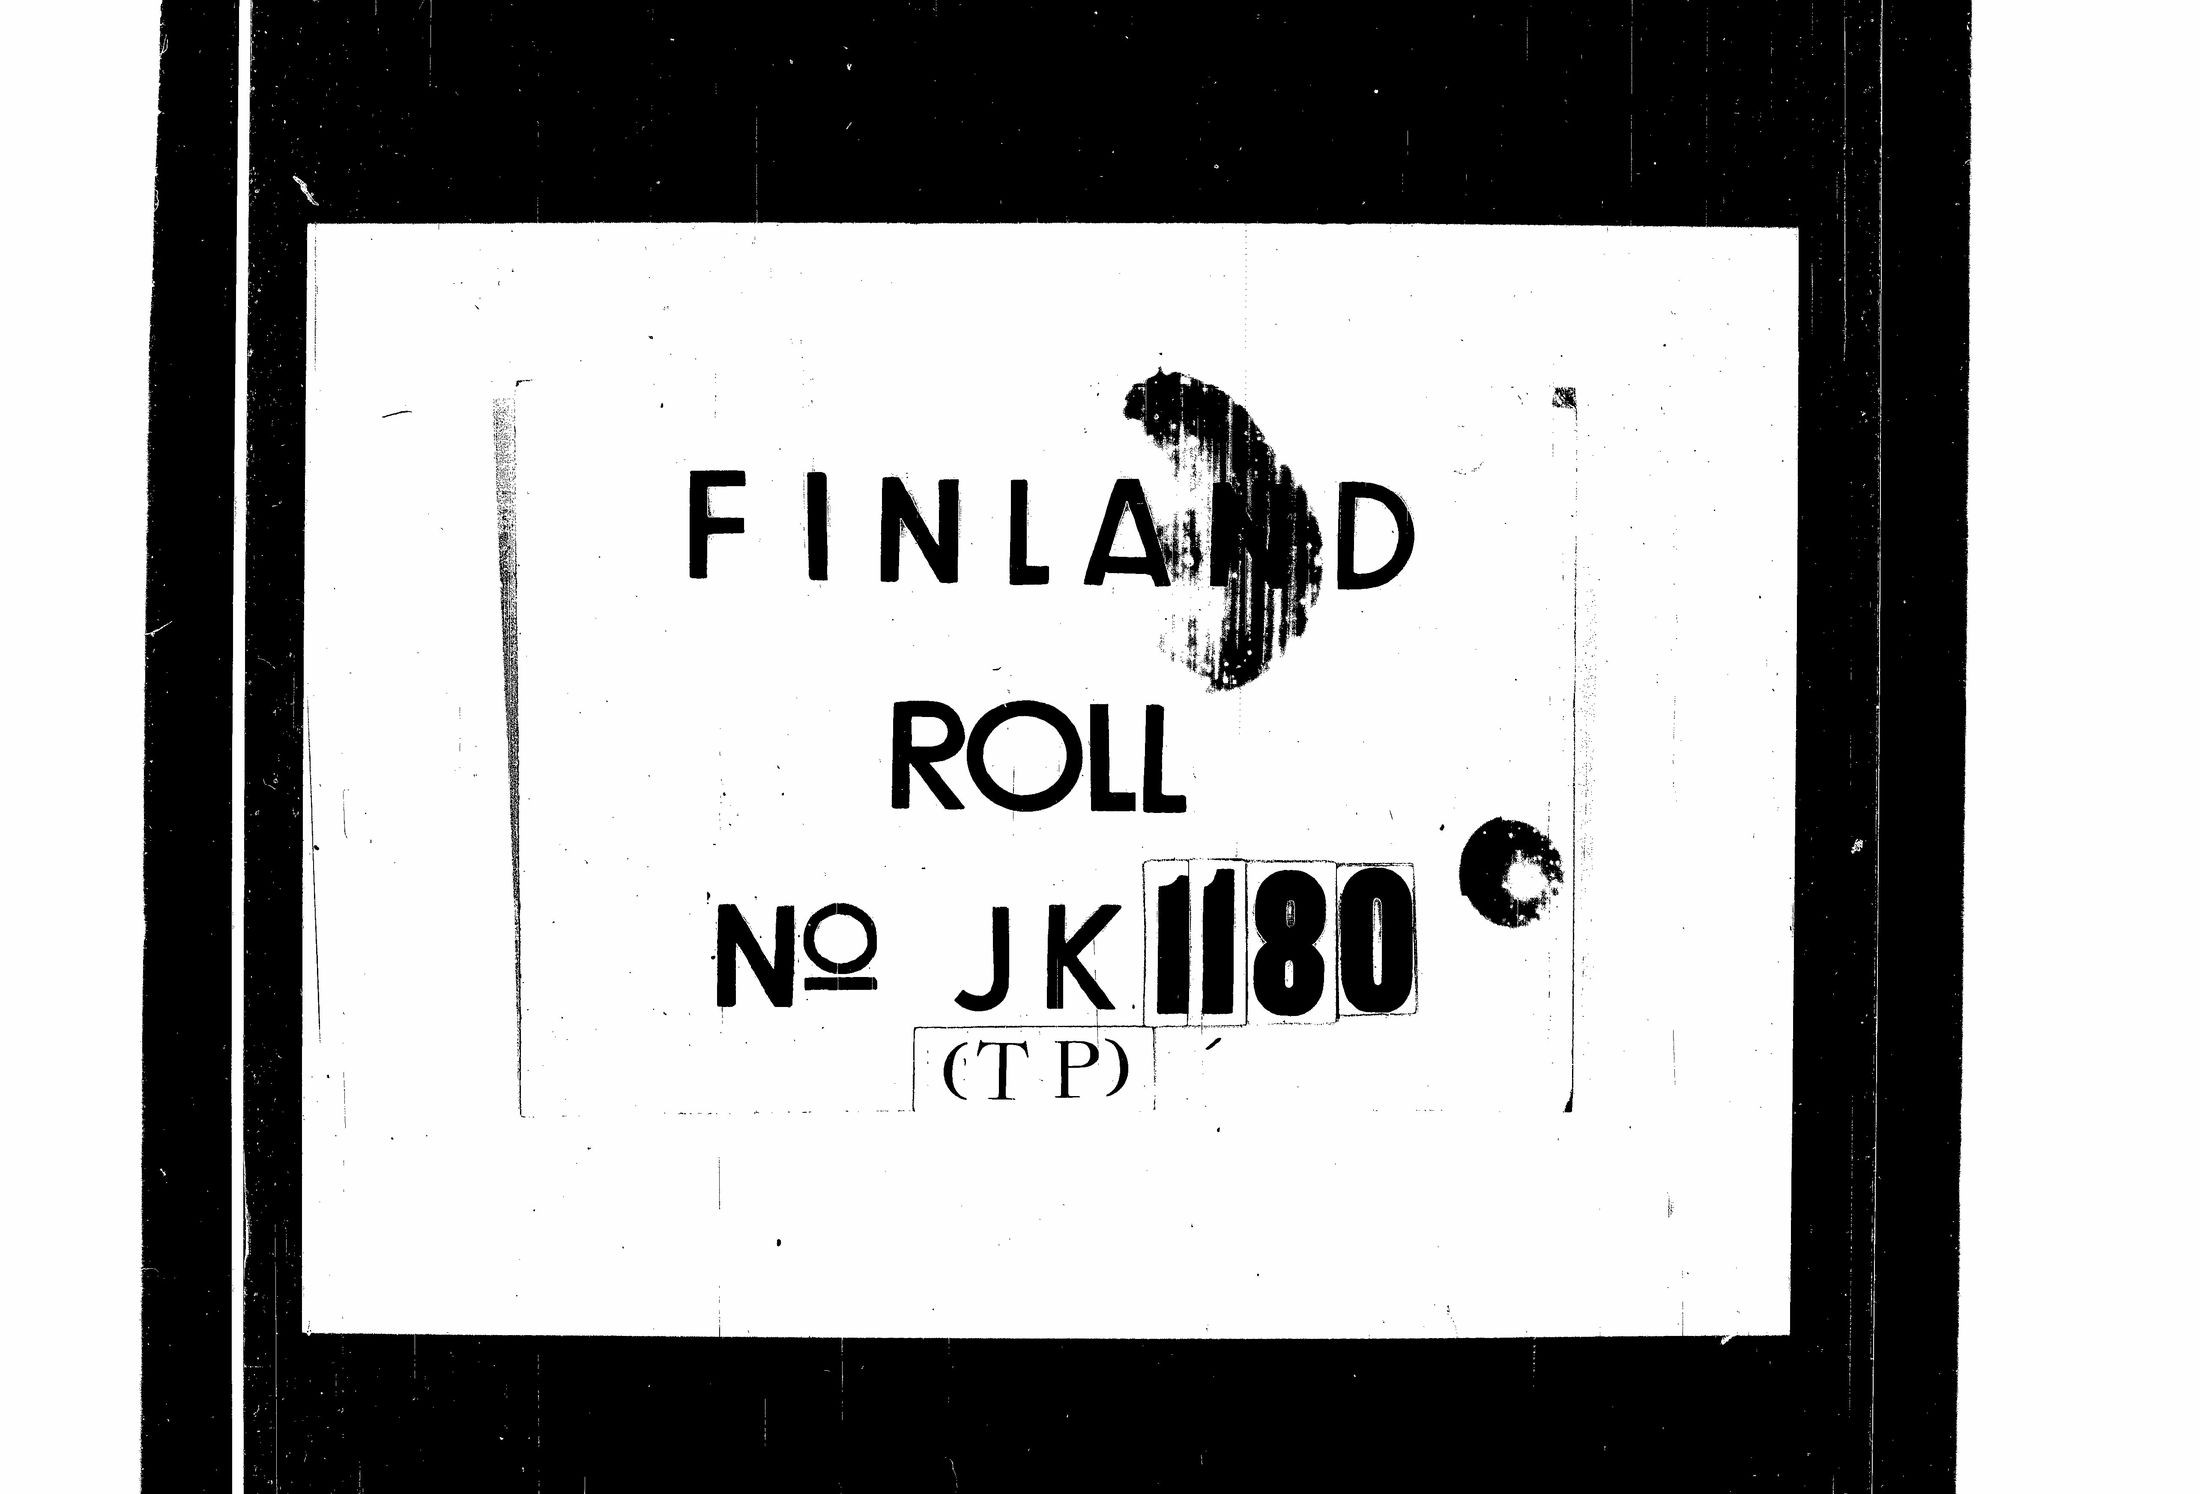 FINLAND
ROLL
Nº JK 1180
(TP)